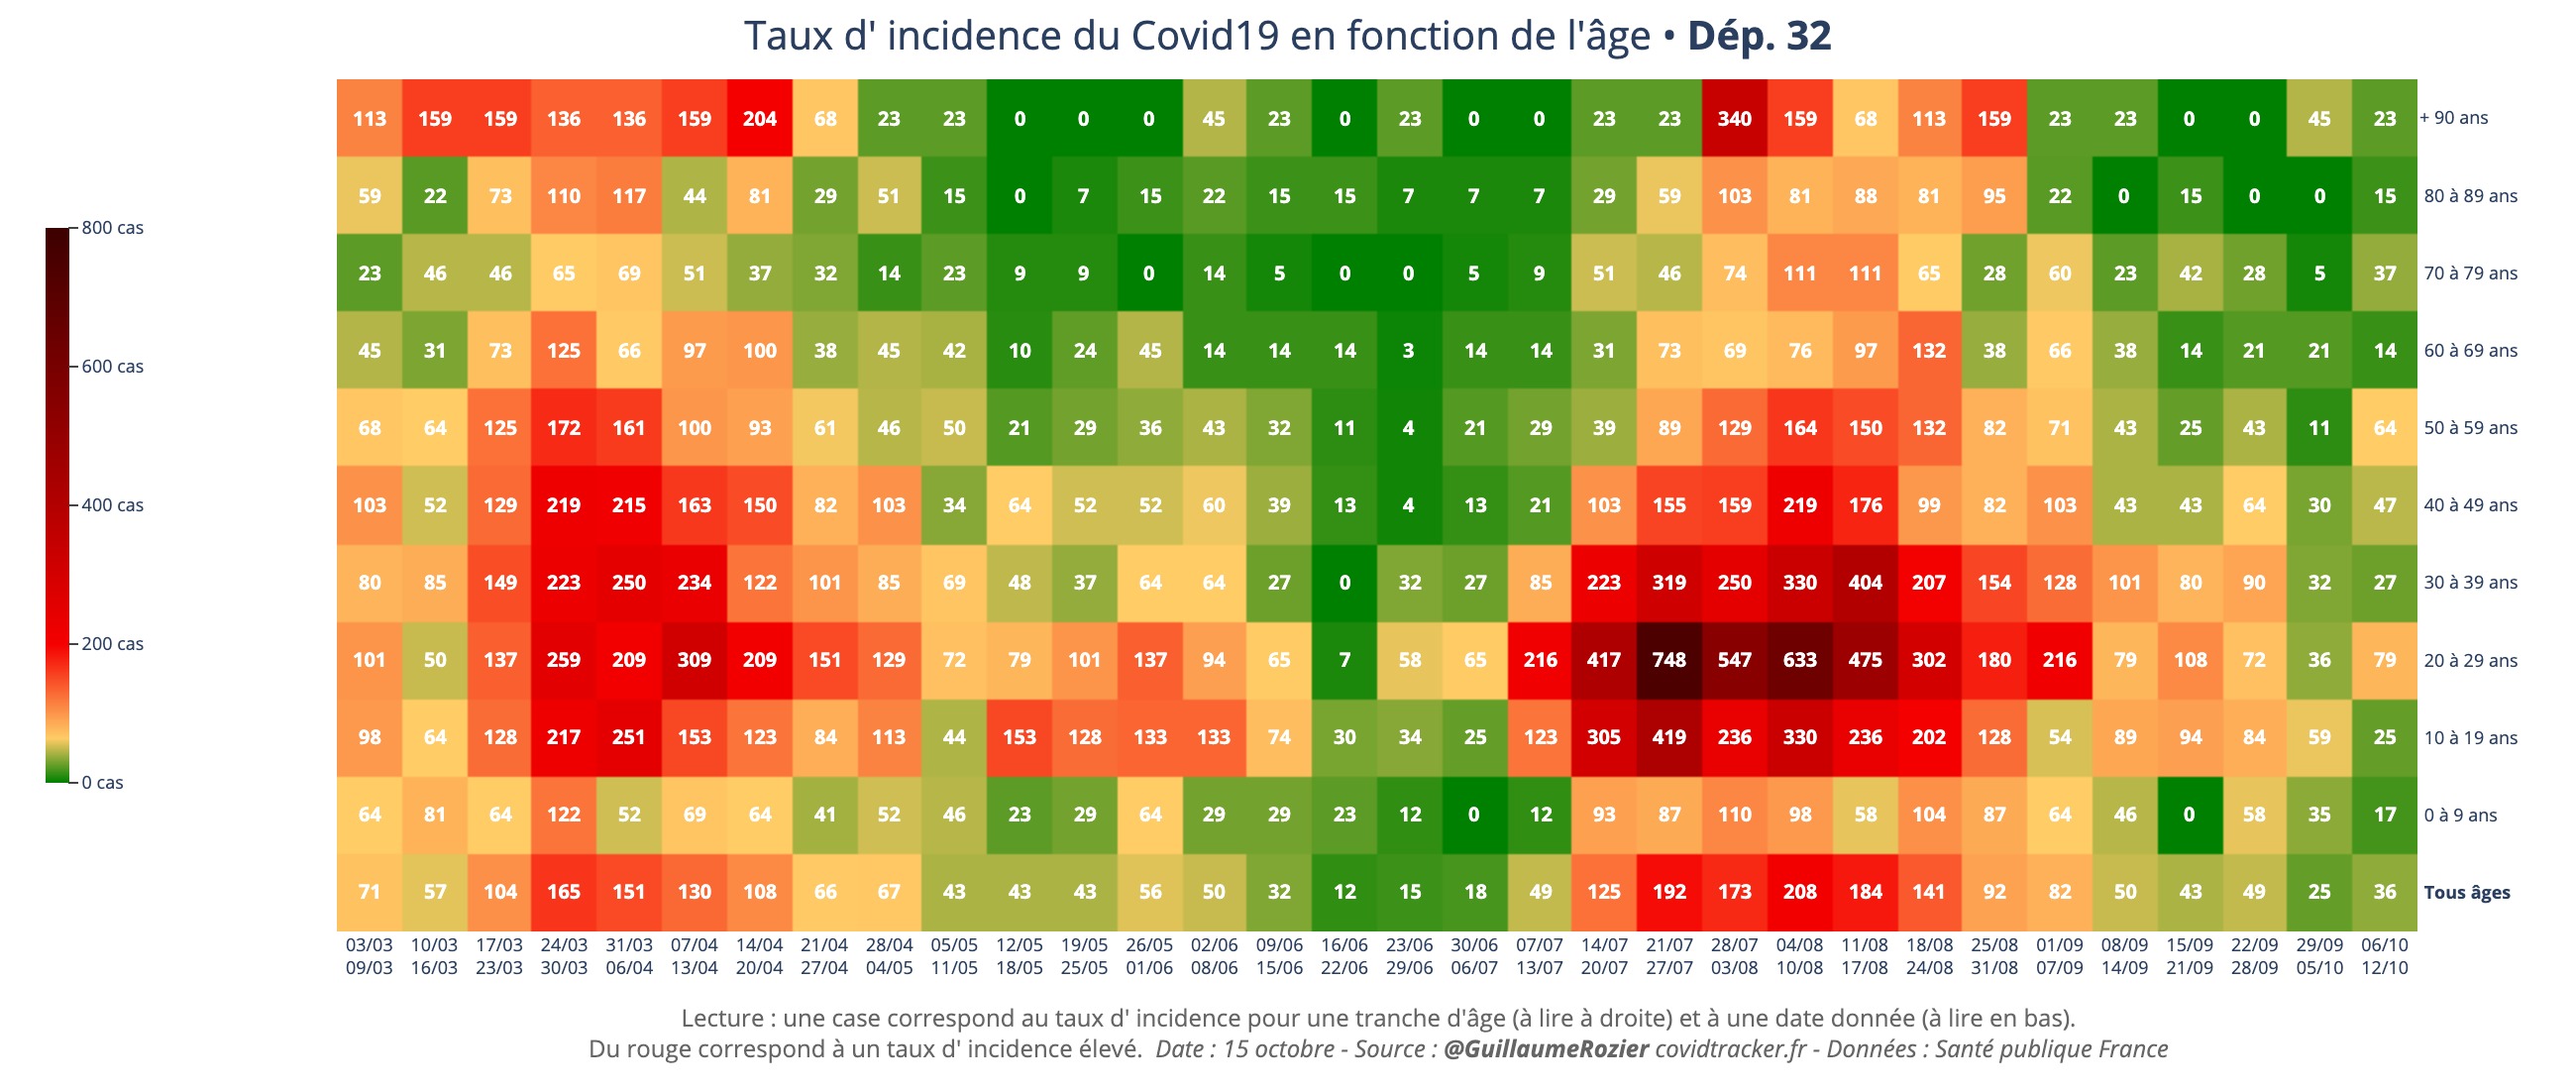 Taux d' incidence du Covid19 en fonction de l'âge • Dép. 32
800 cas
600 cas
400 cas
200 cas
0 cas
113 159 159 136 136 159 204 68 23 23 0 0 0 45 23 0 23 0 0 23 23 340 159 68 113 159 23 23 0 0 45 23 + 90 ans
59 22 73 110 117 44 81 29 51 15 0 7 15 22 15 15 7 7 7 29 59 103 81 88 81 95 22 0 15 0 0 15 80 à 89 ans
23 46 46 65 69 51 37 32 14 23 9 9 0 14 5 0 0 5 9 51 46 74 111 111 65 28 60 23 42 28 5 37 70 à 79 ans
45 31 73 125 66 97 100 38 45 42 10 24 45 14 14 14 3 14 14 31 73 69 76 97 132 38 66 38 14 21 21 14 60 à 69 ans
68 64 125 172 161 100 93 61 46 50 21 29 36 43 32 11 4 21 29 39 89 129 164 150 132 82 71 43 25 43 11 64 50 à 59 ans
103 52 129 219 215 163 150 82 103 34 64 52 52 60 39 13 4 13 21 103 155 159 219 176 99 82 103 43 43 64 30 47 40 à 49 ans
80 85 149 223 250 234 122 101 85 69 48 37 64 64 27 0 32 27 85 223 319 250 330 404 207 154 128 101 80 90 32 27 30 à 39 ans
101 50 137 259 209 309 209 151 129 72 79 101 137 94 65 7 58 65 216 417 748 547 633 475 302 180 216 79 108 72 36 79 20 à 29 ans
98 64 128 217 251 153 123 84 113 44 153 128 133 133 74 30 34 25 123 305 419 236 330 236 202 128 54 89 94 84 59 25 10 à 19 ans
64 81 64 122 52 69 64 41 52 46 23 29 64 29 29 23 12 0 12 93 87 110 98 58 104 87 64 46 0 58 35 17 0 à 9 ans
71 57 104 165 151 130 108 66 67 43 43 43 56 50 32 12 15 18 49 125 192 173 208 184 141 92 82 50 43 49 25 36 Tous âges
03/03 10/03 17/03 24/03 31/03 07/04 14/04 21/04 28/04 05/05 12/05 19/05 26/05 02/06 09/06 16/06 23/06 30/06 07/07 14/07 21/07 28/07 04/08 11/08 18/08 25/08 01/09 08/09 15/09 22/09 29/09 06/10
09/03 16/03 23/03 30/03 06/04 13/04 20/04 27/04 04/05 11/05 18/05 25/05 01/06 08/06 15/06 22/06 29/06 06/07 13/07 20/07 27/07 03/08 10/08 17/08 24/08 31/08 07/09 14/09 21/09 28/09 05/10 12/10
Lecture : une case correspond au taux d' incidence pour une tranche d'âge (à lire à droite) et à une date donnée (à lire en bas).
Du rouge correspond à un taux d' incidence élevé. Date : 15 octobre - Source : @GuillaumeRozier covidtracker.fr - Données : Santé publique France